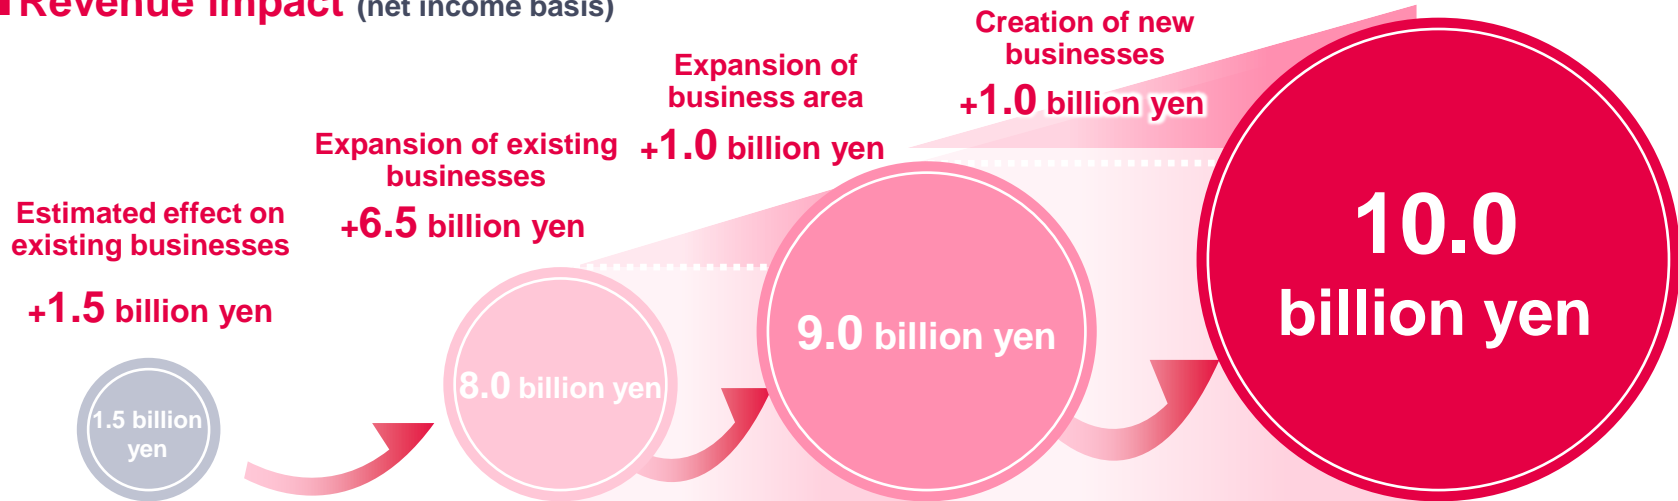 Revenue Impact (net income basis)
Estimated effect on
existing businesses
+1.5 billion yen
1.5 billion
yen
Expansion of existing
businesses
+6.5 billion yen
8.0 billion yen
Expansion of
business area
+1.0 billion yen
9.0 billion yen
Creation of new
businesses
+1.0 billion yen
10.0
billion yen